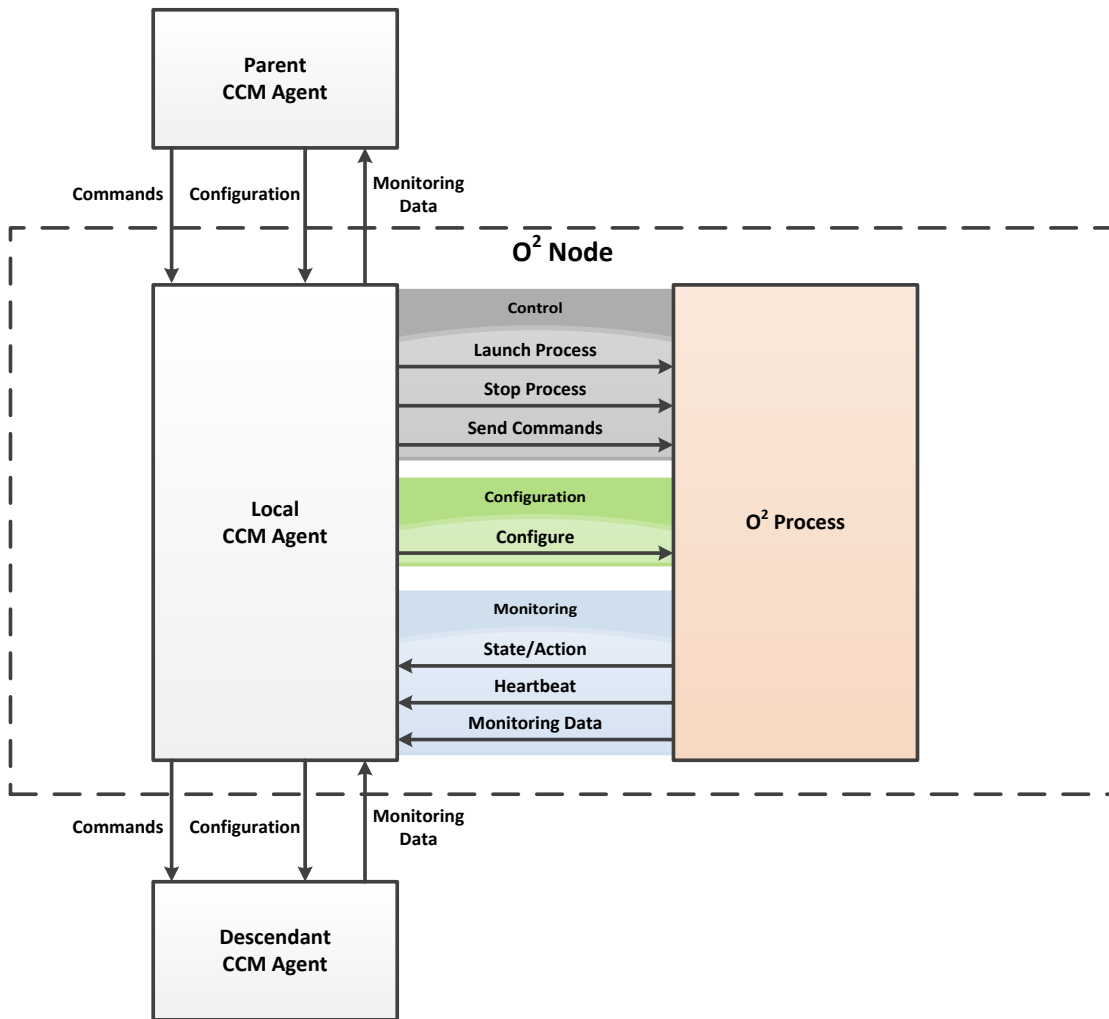 Parent
CCM Agent
Commands
Configuration
Monitoring
Data
O² Node
Control
Launch Process
Stop Process
Send Commands
Local
CCM Agent
Configuration
Configure
O² Process
Monitoring
State/Action
Heartbeat
Monitoring Data
Commands
Configuration
Monitoring
Data
Descendant
CCM Agent